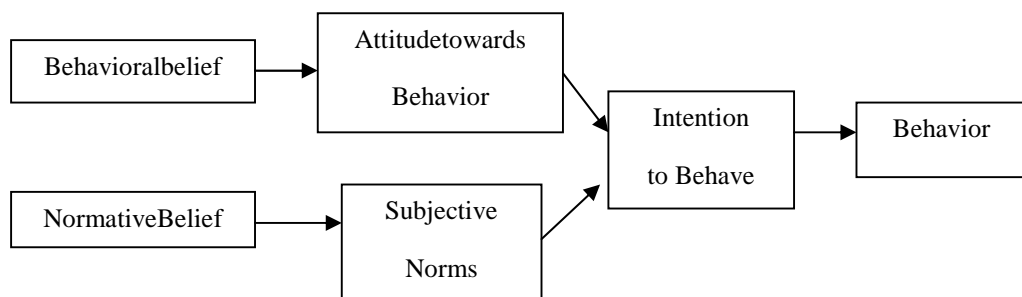 Behavioralbelief
Attitudetowards
Behavior
Intention
to Behave
Behavior
NormativeBelief
Subjective
Norms